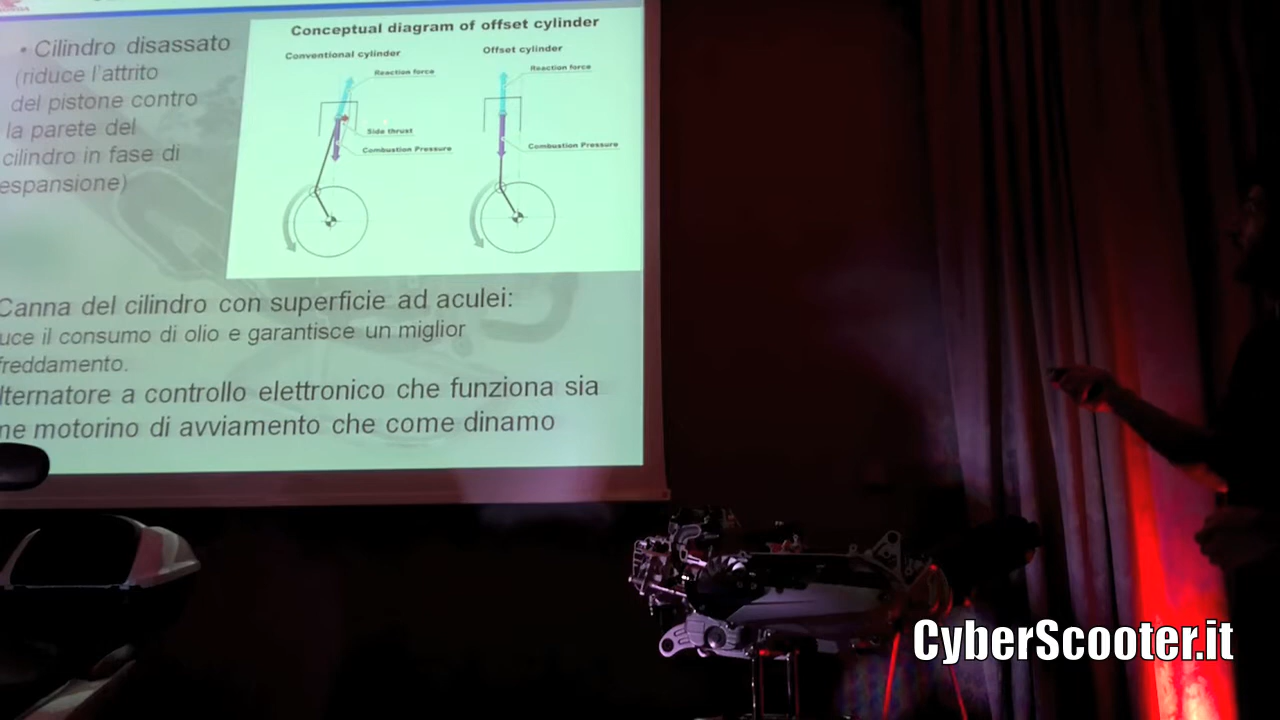 • Cilindro disassato
(riduce l'attrito
del pistone contro
la parete del
cilindro in fase di
espansione)
Conceptual diagram of offset cylinder
Conventional cylinder
Offset cylinder
Reaction force
Side thrust
Combustion Pressure
Reaction force
Combustion Pressure
Canna del cilindro con superficie ad aculei:
uce il consumo di olio e garantisce un miglior
freddamento.
lternatore a controllo elettronico che funziona sia
me motorino di avviamento che come dinamo
CyberScooter.it